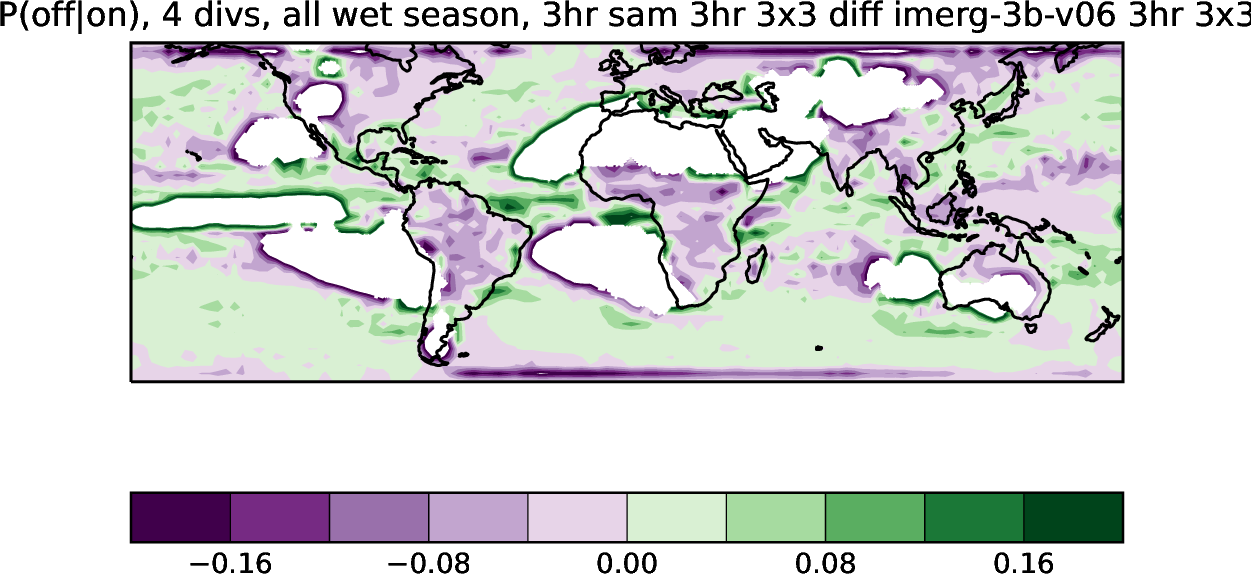 P(off|on), 4 divs, all wet season, 3hr sam 3hr 3x3 diff imerg-3b-v06 3hr 3x3
−0.16 −0.08 0.00 0.08 0.16